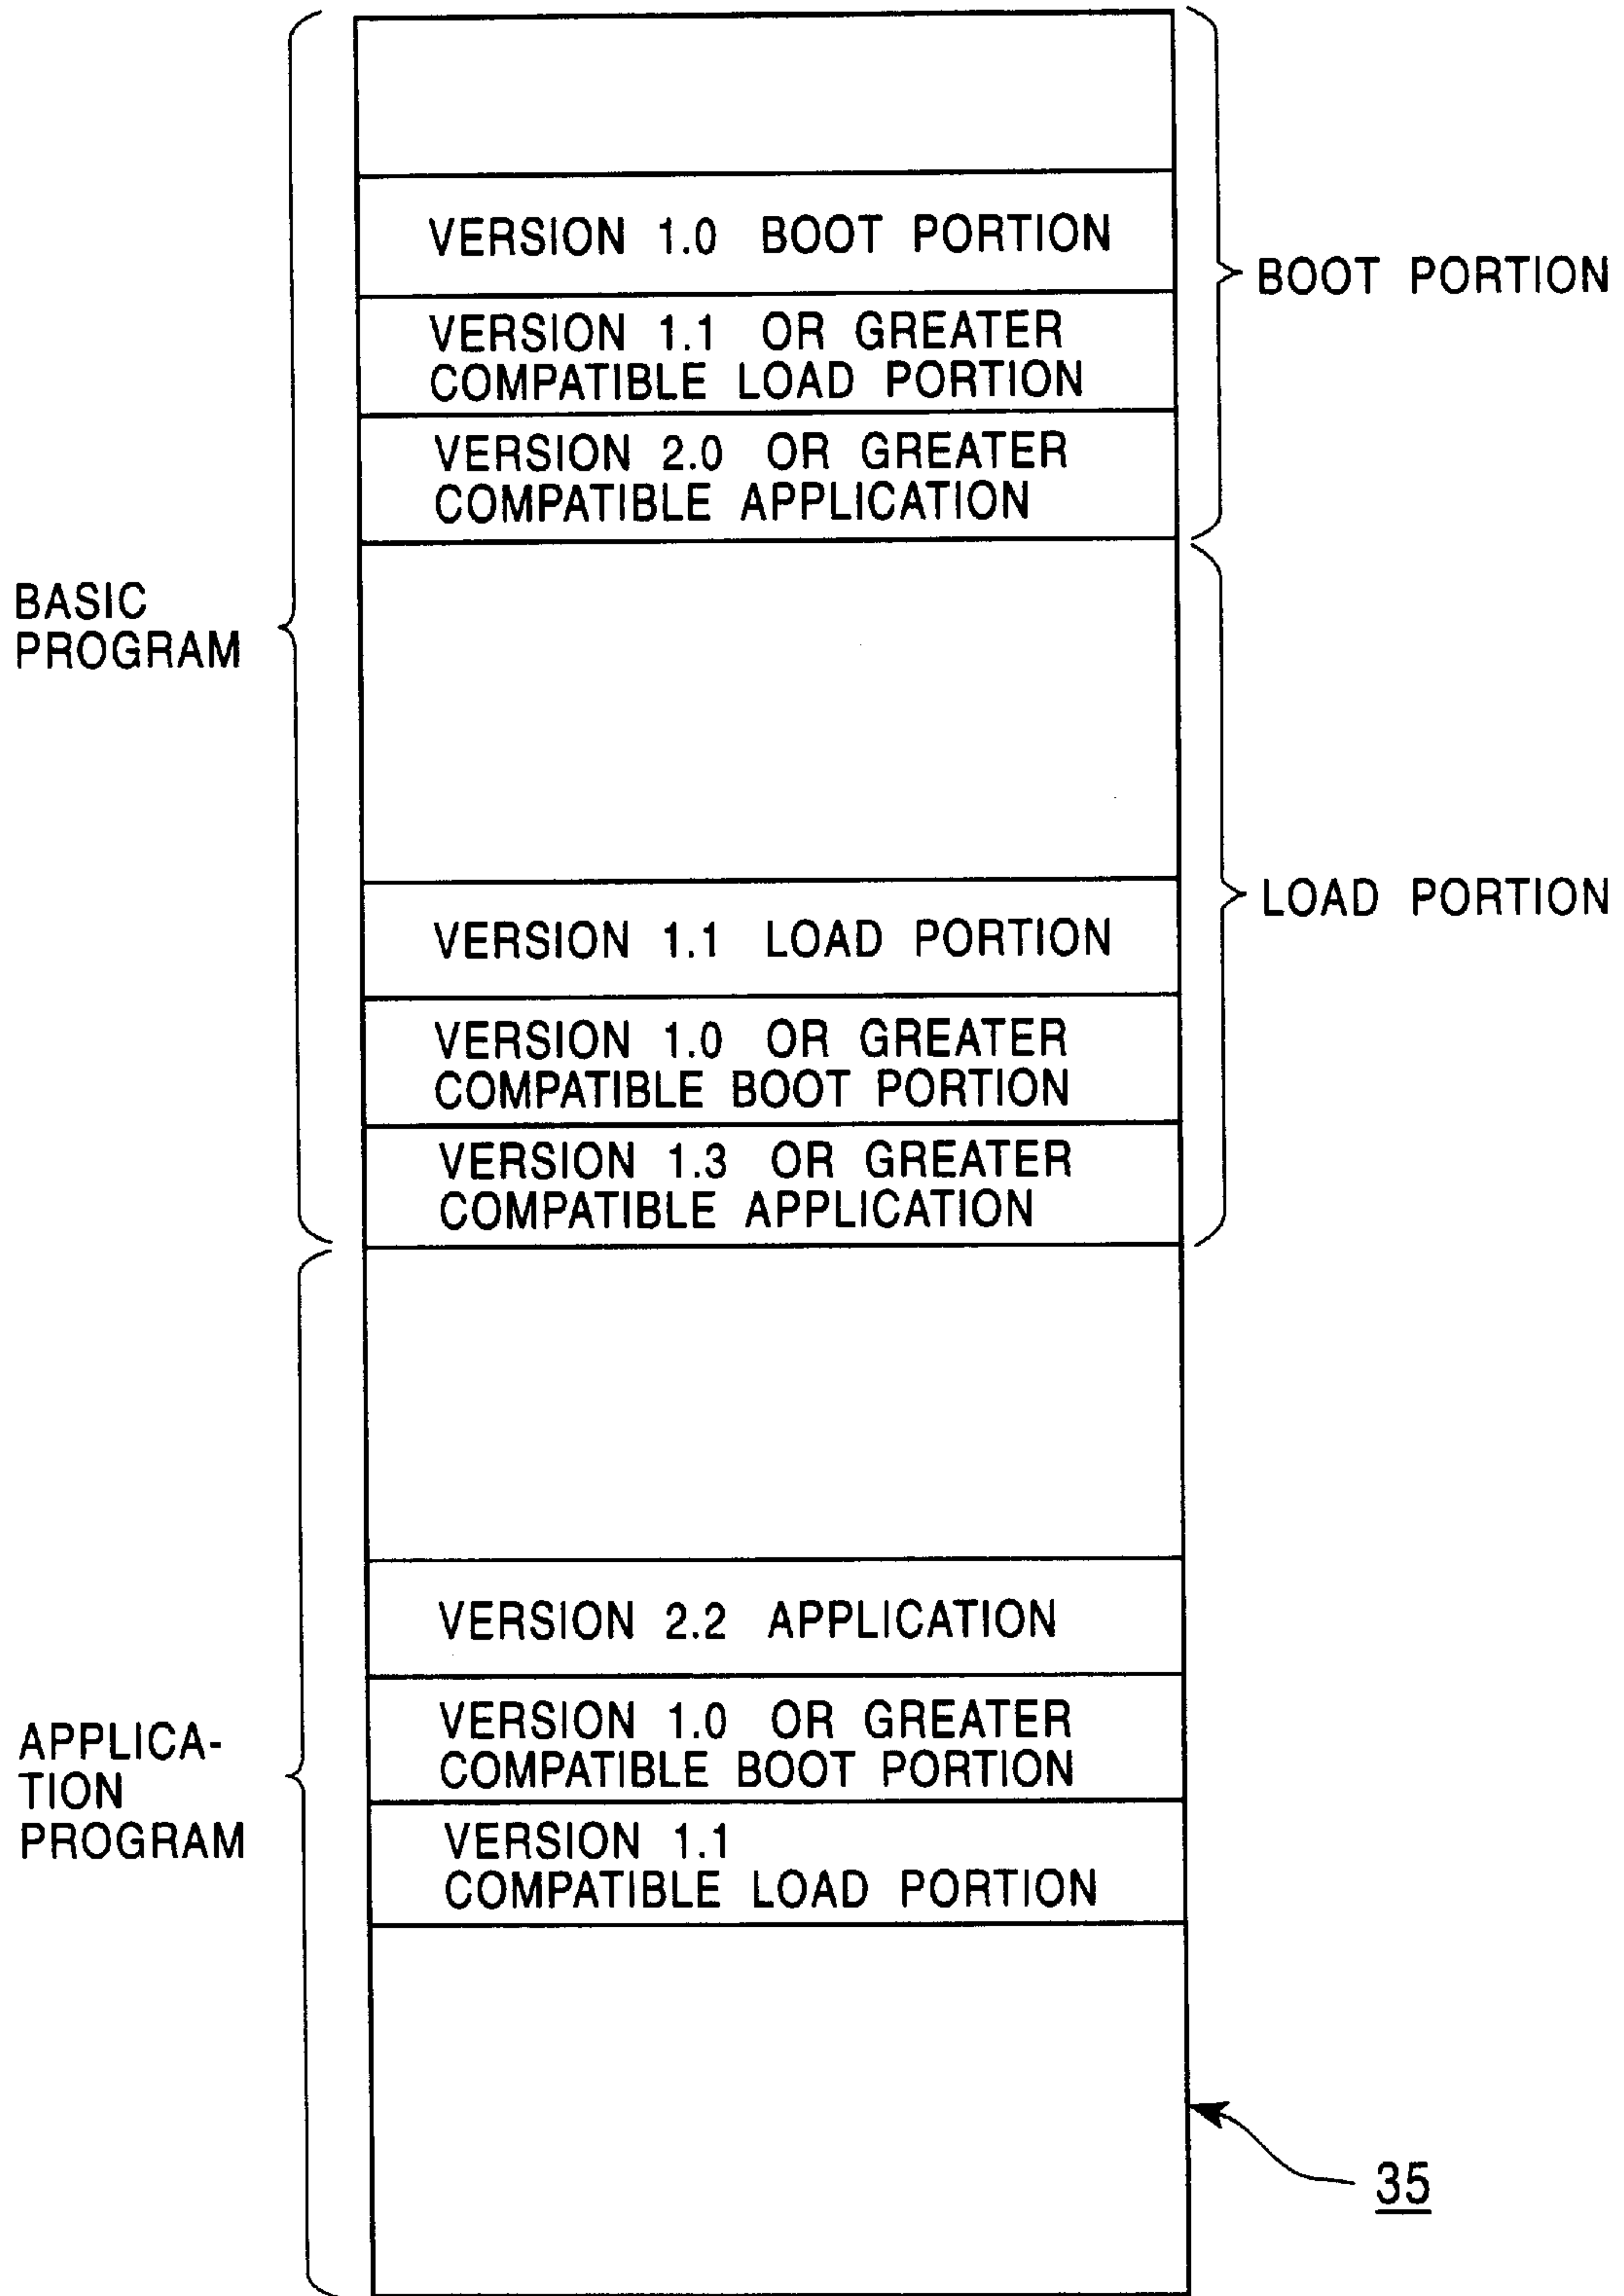 VERSION 1.0 BOOT PORTION
VERSION 1.1 OR GREATER
COMPATIBLE LOAD PORTION
VERSION 2.0 OR GREATER
COMPATIBLE APPLICATION
BOOT PORTION
BASIC
PROGRAM
VERSION 1.1 LOAD PORTION
VERSION 1.0 OR GREATER
COMPATIBLE BOOT PORTION
VERSION 1.3 OR GREATER
COMPATIBLE APPLICATION
LOAD PORTION
VERSION 2.2 APPLICATION
VERSION 1.0 OR GREATER
COMPATIBLE BOOT PORTION
VERSION 1.1
COMPATIBLE LOAD PORTION
APPLICA-
TION
PROGRAM
35